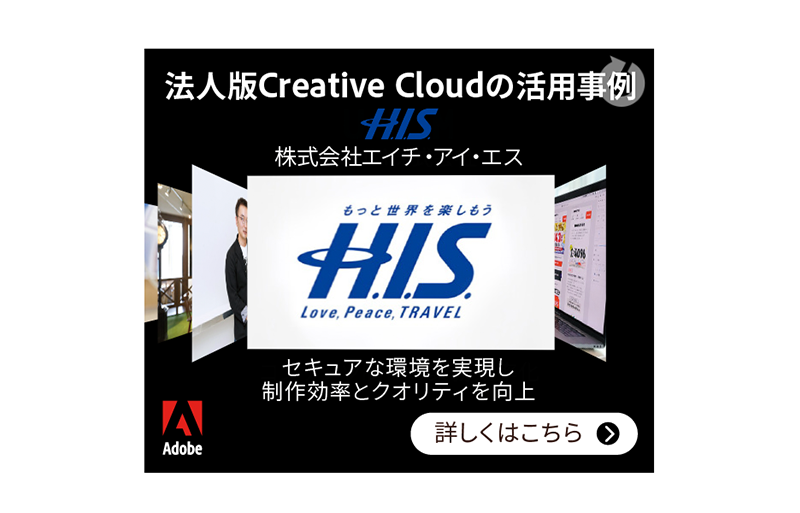 法人版Creative Cloudの活用事例
H.I.S.
株式会社エイチ・アイ・エス
もっと世界を楽しもう
H.I.S.
Love, Peace, TRAVEL
セキュアな環境を実現し
制作効率とクオリティを向上
詳しくはこちら
Adobe